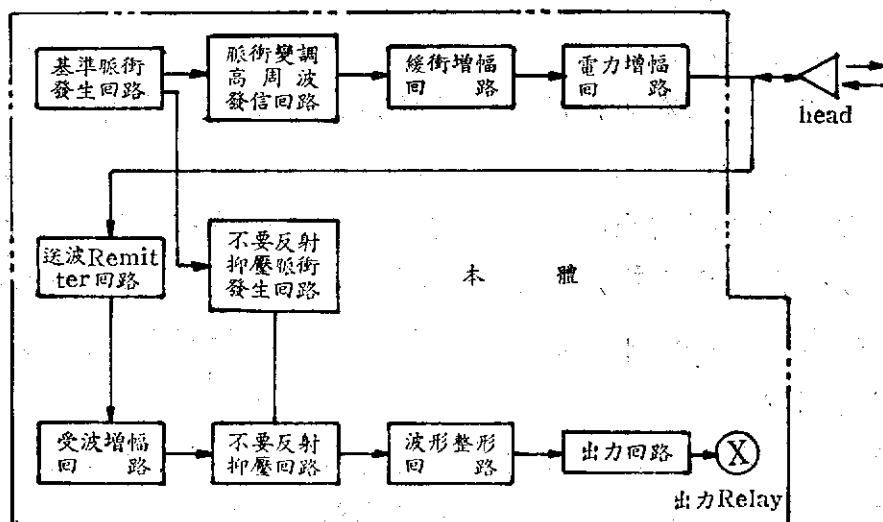 基準脈衝
發生回路
脈衝變調
高周波
發信回路
緩衝增幅
回路
電力增幅
回路
head
送波Remit
ter回路
不要反射
抑壓脈衝
發生回路
本體
受波增幅
回路
不要反射
抑壓回路
波形整形
回路
出力回路
X
出力Relay